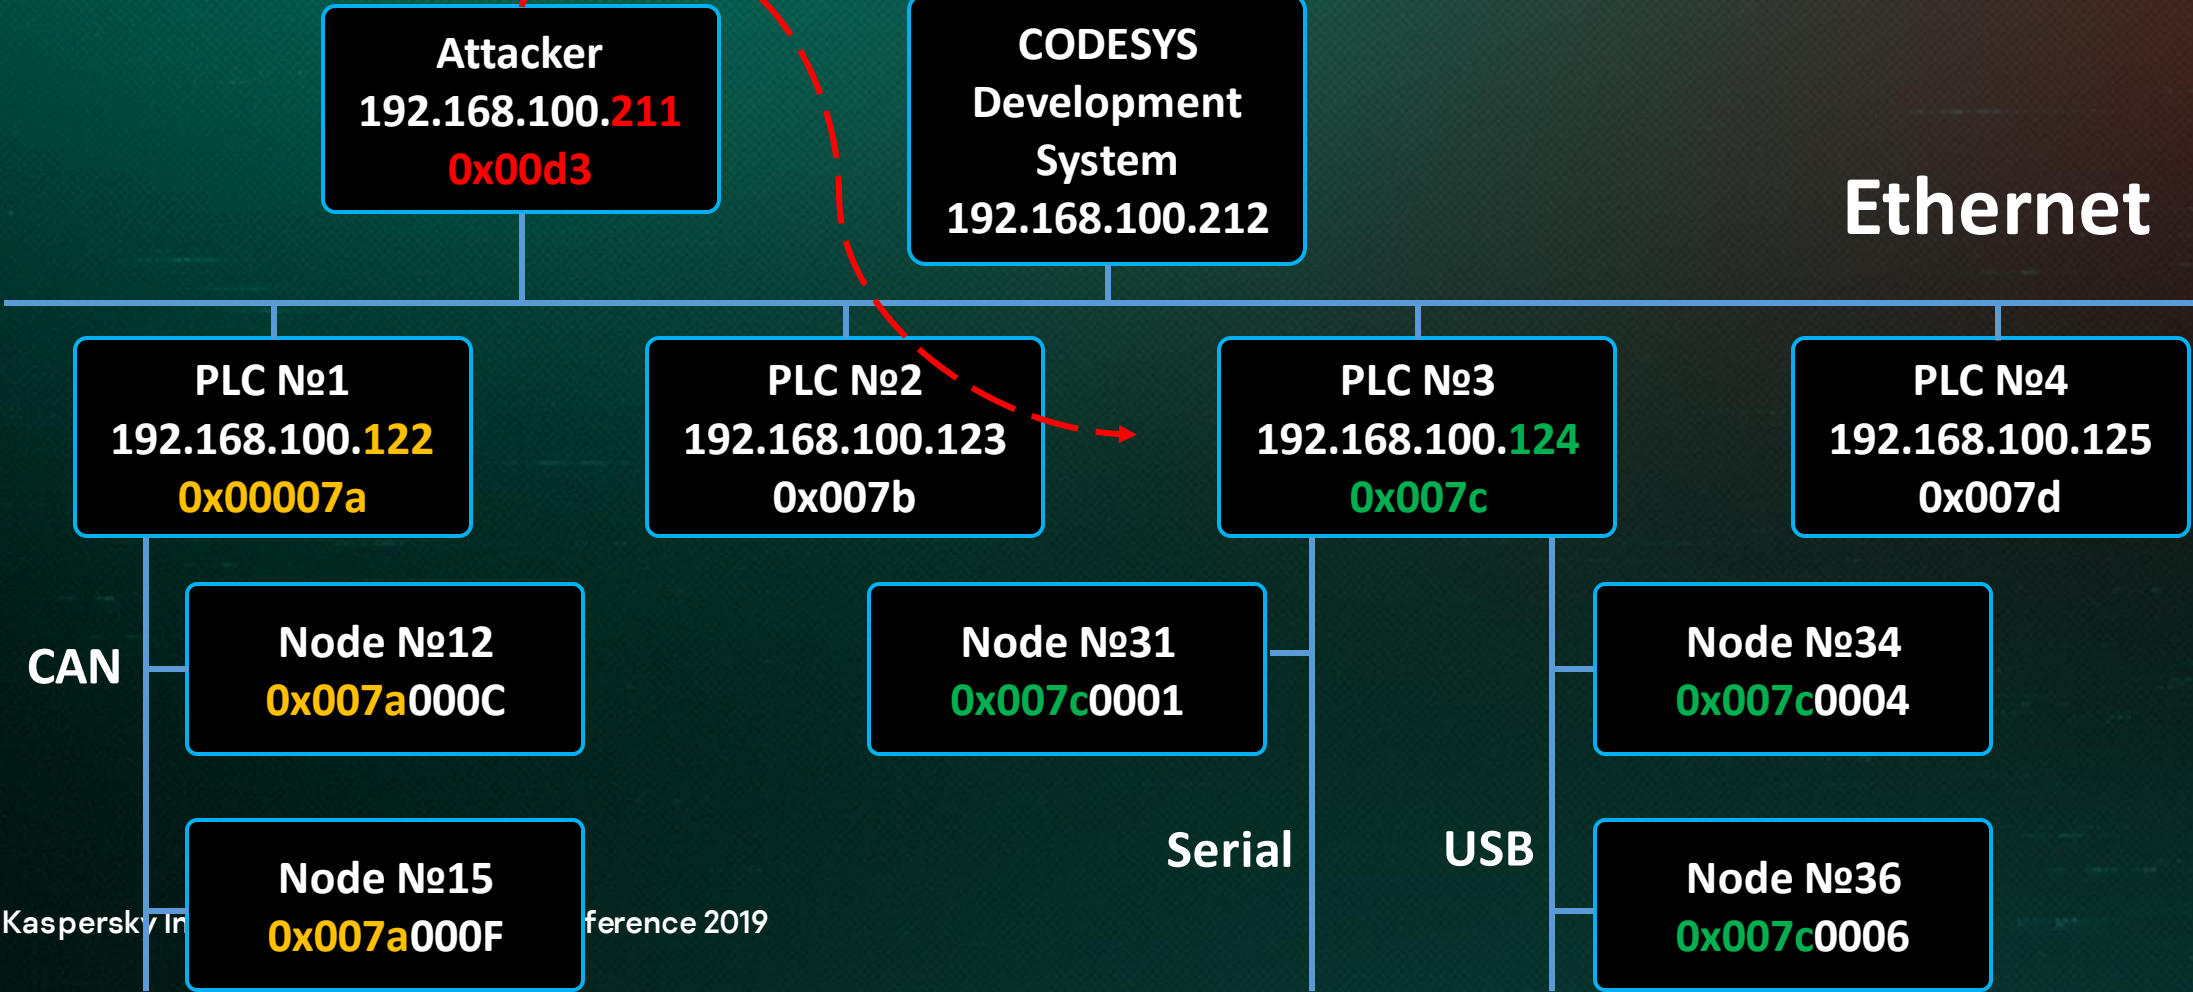 Attacker
192.168.100.211
0x00d3
CODESYS
Development
System
192.168.100.212
Ethernet
PLC №1
192.168.100.122
0x00007a
PLC №2
192.168.100.123
0x007b
PLC №3
192.168.100.124
0x007c
PLC №4
192.168.100.125
0x007d
CAN
Node №12
0x007a000C
Node №31
0x007c0001
Node №34
0x007c0004
Serial
USB
Node №15
0x007a000F
Node №36
0x007c0006
Kaspersky In ference 2019